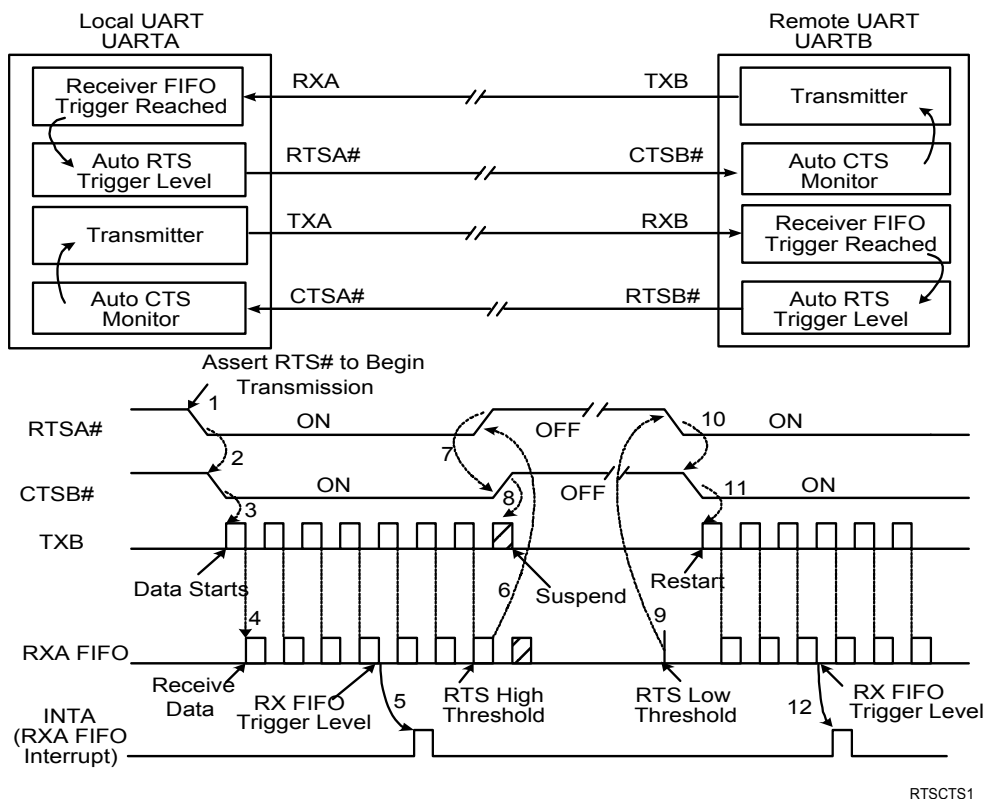 Local UART
UARTA
Remote UART
UARTB
Receiver FIFO
Trigger Reached
RXA
TXB
Transmitter
Auto RTS
Trigger Level
RTSA#
CTSB#
Auto CTS
Monitor
Transmitter
TXA
RXB
Receiver FIFO
Trigger Reached
Auto CTS
Monitor
CTSA#
RTSB#
Auto RTS
Trigger Level
Assert RTS# to Begin
Transmission
RTSA#
1
ON
OFF
10
ON
2
7
CTSB#
ON
8
OFF
11
ON
3
TXB
Data Starts
6
Suspend
Restart
4
9
RXA FIFO
Receive
Data
RX FIFO
Trigger Level
5
RTS High
Threshold
RTS Low
Threshold
12
RX FIFO
Trigger Level
INTA
(RXA FIFO
Interrupt)
RTSCTS1